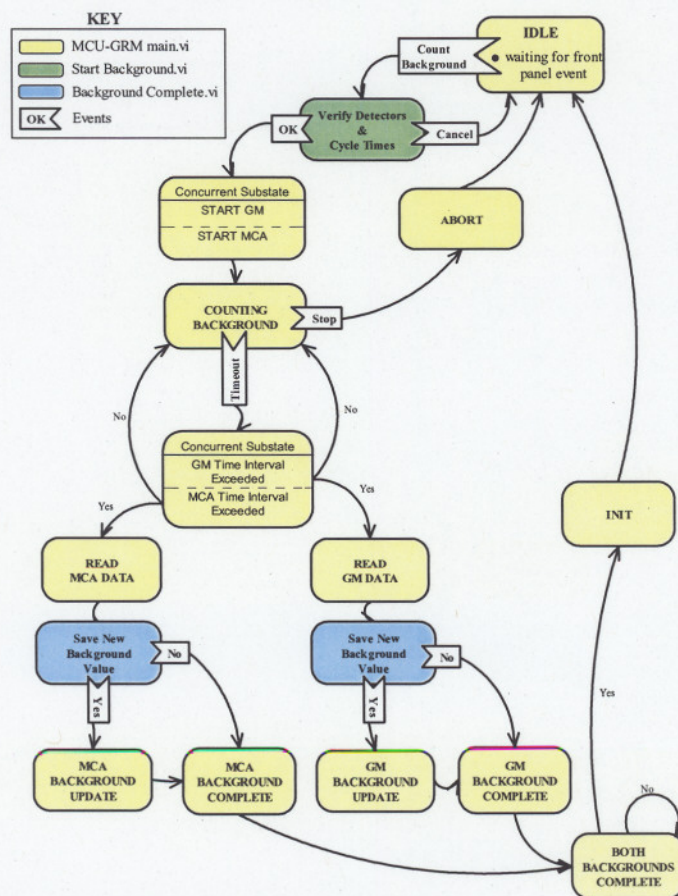 KEY
MCU-GRM main.vi
Start Background.vi
Background Complete.vi
OK
Events
IDLE
• waiting for front
panel event
Count
Background
Verify Detectors
&
Cycle Times
OK
Cancel
Concurrent Substate
START GM
START MCA
ABORT
COUNTING
BACKGROUND
Stop
Timeout
No
No
Concurrent Substate
GM Time Interval
Exceeded
MCA Time Interval
Exceeded
Yes
Yes
INIT
READ
MCA DATA
READ
GM DATA
Save New
Background
Value
No
Yes
Save New
Background
Value
No
Yes
Yes
MCA
BACKGROUND
UPDATE
MCA
BACKGROUND
COMPLETE
GM
BACKGROUND
UPDATE
GM
BACKGROUND
COMPLETE
No
BOTH
BACKGROUNDS
COMPLETE